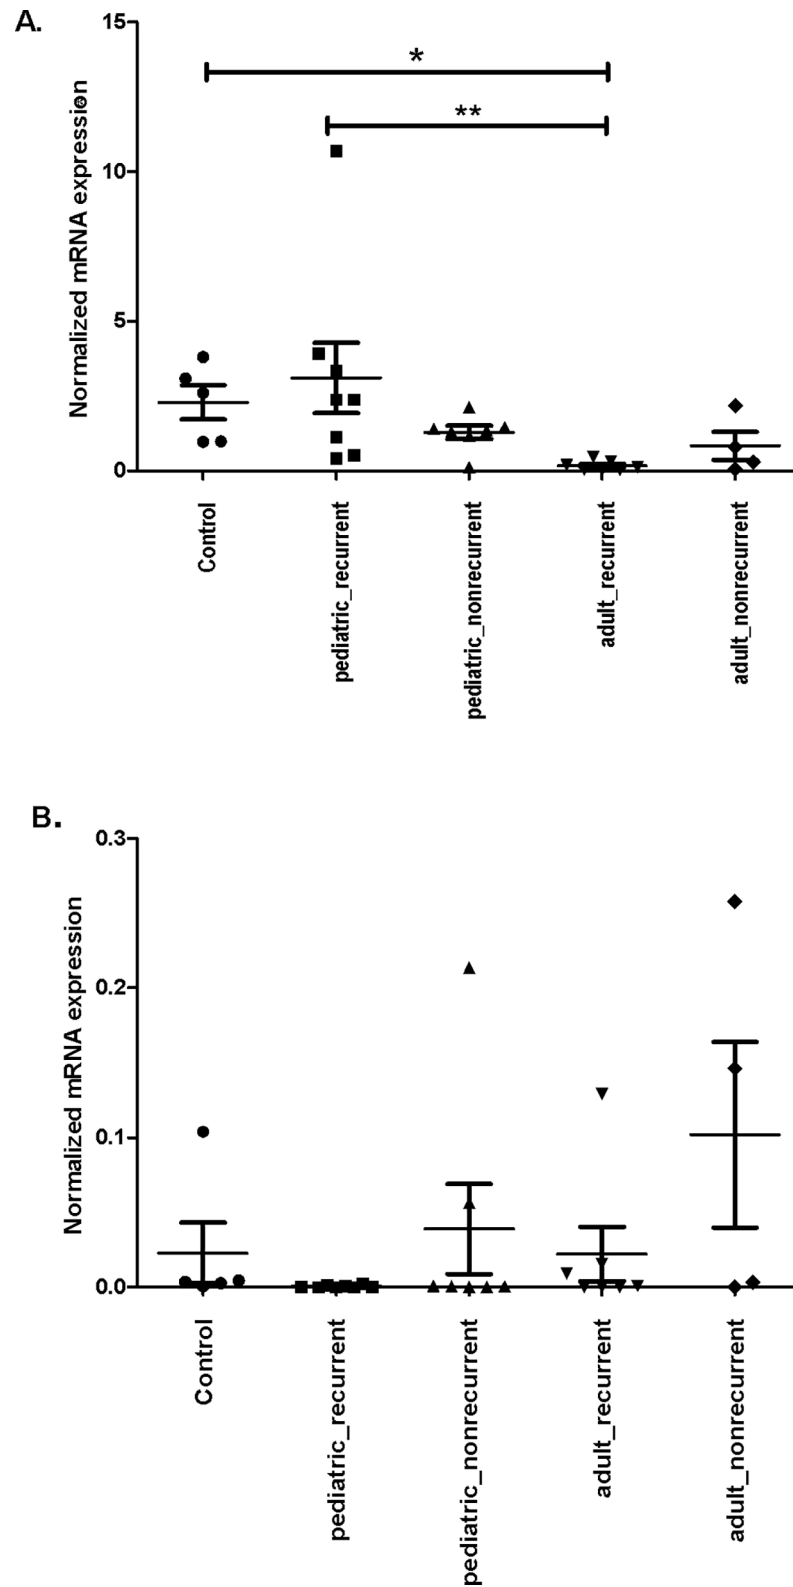 A.
Normalized mRNA expression
15
10
5
0
*
**
Control
pediatric_recurrent
pediatric_nonrecurrent
adult_recurrent
adult_nonrecurrent
B.
Normalized mRNA expression
0.3
0.2
0.1
0.0
Control
pediatric_recurrent
pediatric_nonrecurrent
adult_recurrent
adult_nonrecurrent